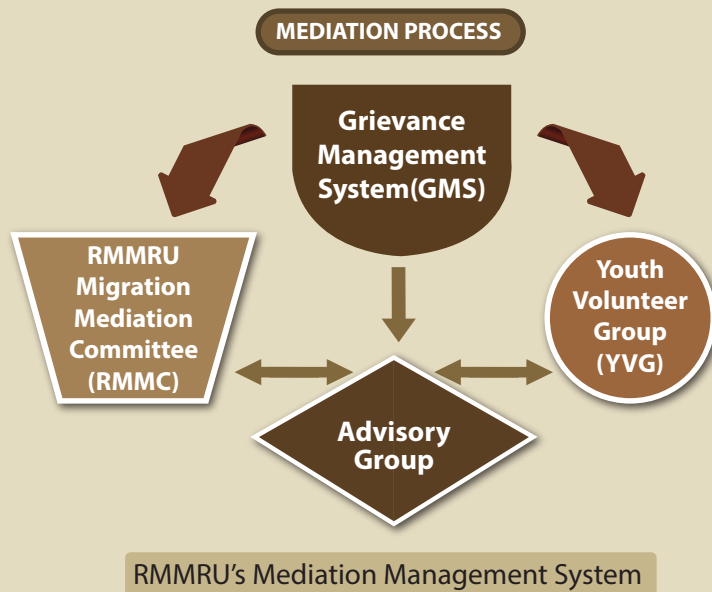 MEDIATION PROCESS
Grievance
Management
System(GMS)
RMMRU
Migration
Mediation
Committee
(RMMC)
Youth
Volunteer
Group
(YVG)
Advisory
Group
RMMRU's Mediation Management System